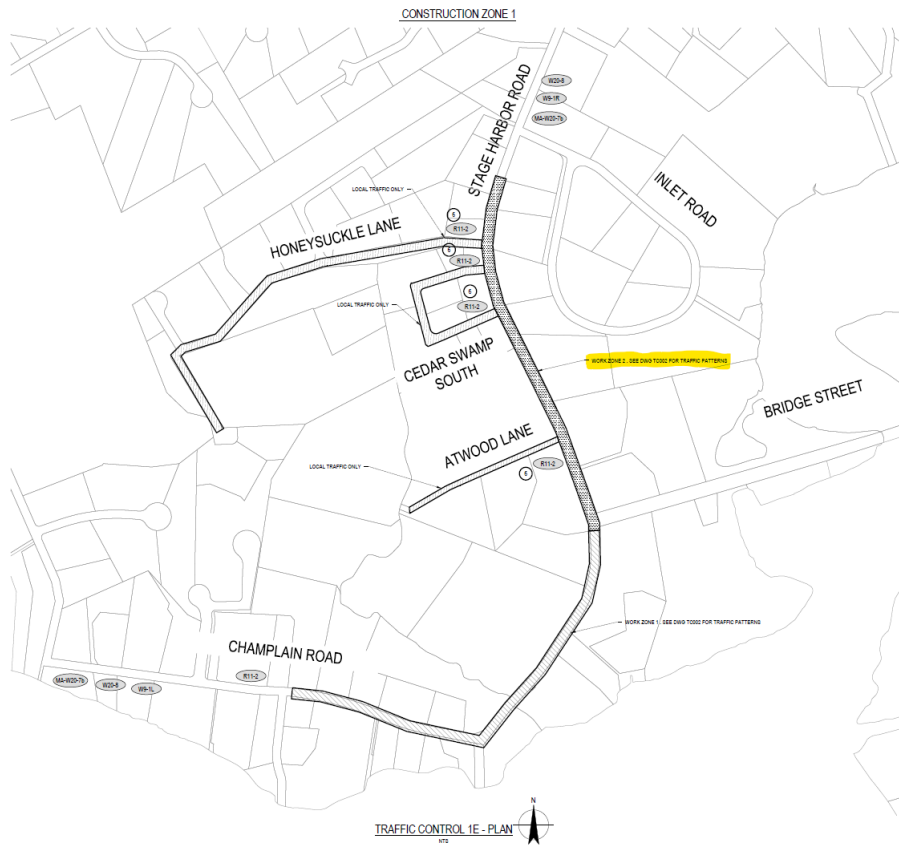 CONSTRUCTION ZONE 1
STAGE HARBOR ROAD
W20-8
W9-1R
MA-W20-7b
INLET ROAD
LOCAL TRAFFIC ONLY
HONEYSUCKLE LANE
6
R11-2
6
R11-2
6
R11-2
LOCAL TRAFFIC ONLY
CEDAR SWAMP
SOUTH
WORK ZONE 2 , SEE DWG TC002 FOR TRAFFIC PATTERNS
BRIDGE STREET
ATWOOD LANE
LOCAL TRAFFIC ONLY
6
R11-2
WORK ZONE 1 , SEE DWG TC002 FOR TRAFFIC PATTERNS
CHAMPLAIN ROAD
R11-2
MA-W20-7b
W20-8
W9-1L
N
TRAFFIC CONTROL 1E - PLAN
NTS